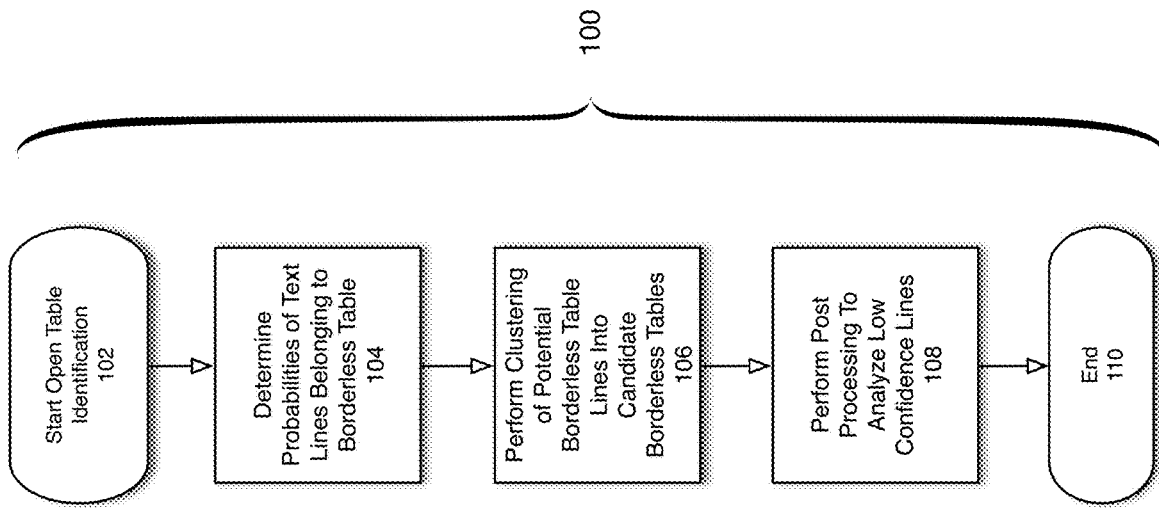 Start Open Table
Identification
102
Determine
Probabilities of Text
Lines Belonging to
Borderless Table
104
Perform Clustering
of Potential
Borderless Table
Lines Into
Candidate
Borderless Tables
106
Perform Post
Processing To
Analyze Low
Confidence Lines
108
End
110
100